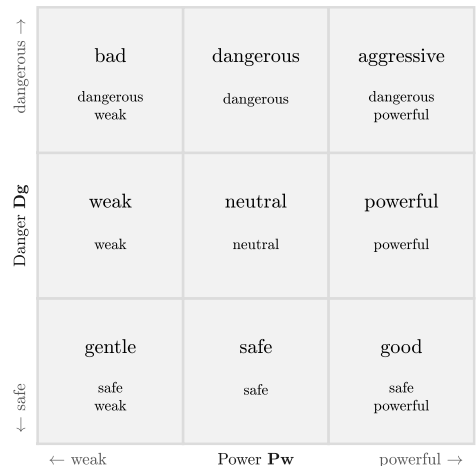 dangerous →
Danger Dg
← safe
bad
dangerous
weak
dangerous
dangerous
aggressive
dangerous
powerful
weak
weak
neutral
neutral
powerful
powerful
gentle
safe
weak
safe
safe
good
safe
powerful
← weak
Power Pw
powerful →